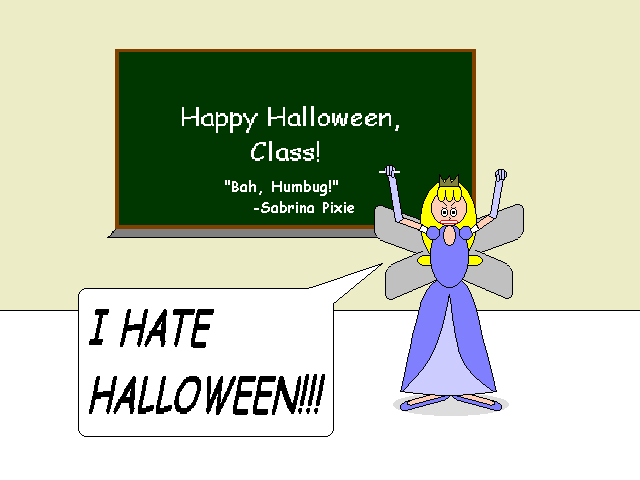 Happy Halloween,
Class!
"Bah, Humbug!"
-Sabrina Pixie
I HATE
HALLOWEEN!!!